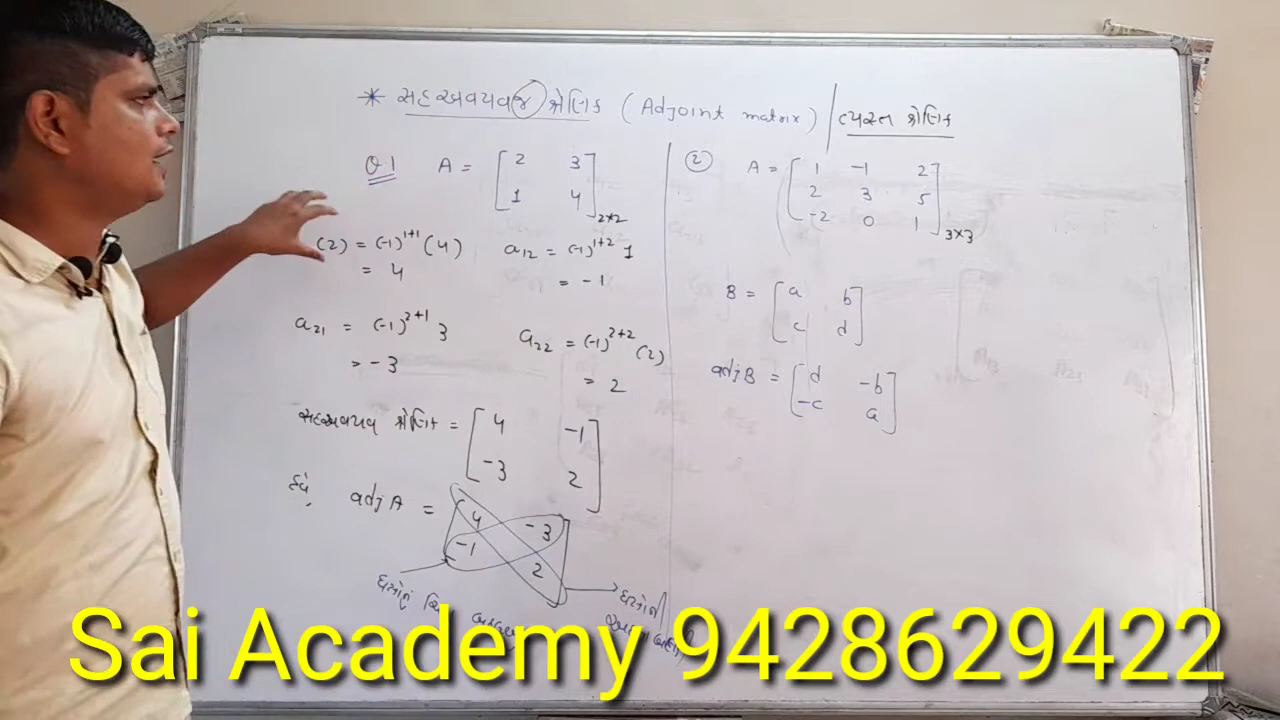 * સહઅવયવજ શ્રેણિક (Adjoint matrix) / વ્યસ્ત શ્રેણિક
Q.1 A = [2 3
1 4]2×2
(2) = (-1)^1+1 (4)
= 4
a12 = (-1)^1+2 1
= -1
a21 = (-1)^2+1 3
= -3
a22 = (-1)^2+2 (2)
= 2
સહઅવયવ શ્રેણિક = [4 -1
-3 2]
હવે, adj A = [4 -3
-1 2]
② A = [1 -1 2
2 3 5
-2 0 1]3×3
B = [a b
c d]
adj B = [d -b
-c a]
Sai Academy 9428629422